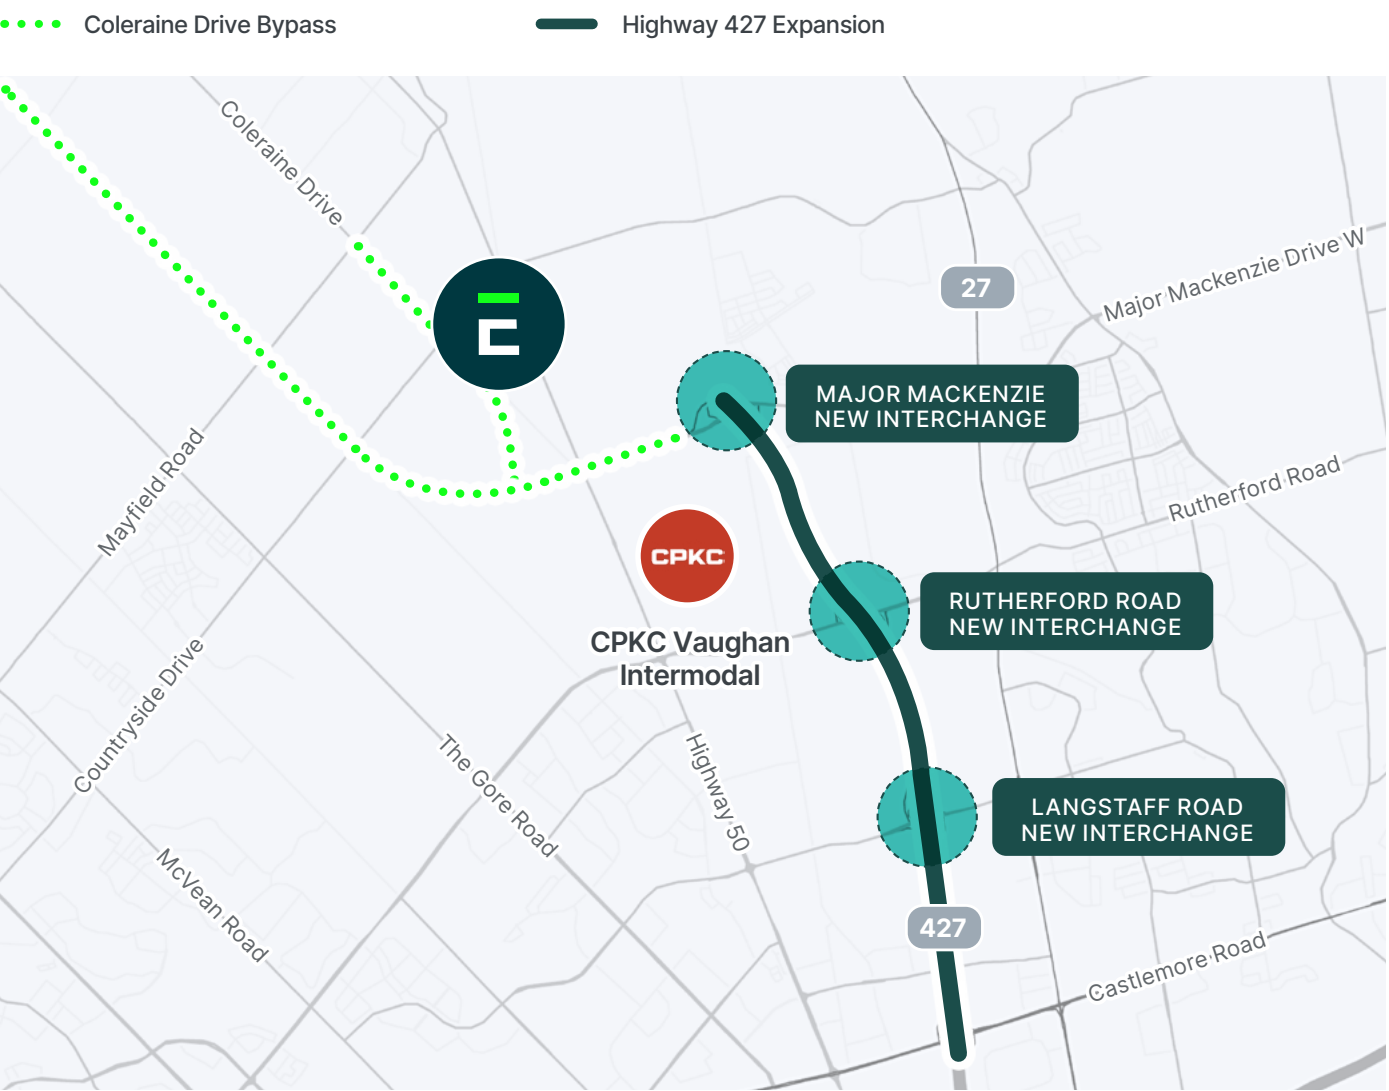 Coleraine Drive Bypass
Highway 427 Expansion
Coleraine Drive
Major Mackenzie Drive W
27
MAJOR MACKENZIE
NEW INTERCHANGE
Mayfield Road
Rutherford Road
CPKC
RUTHERFORD ROAD
NEW INTERCHANGE
CPKC Vaughan
Intermodal
Countryside Drive
The Gore Road
Highway 50
LANGSTAFF ROAD
NEW INTERCHANGE
McVean Road
427
Castlemore Road